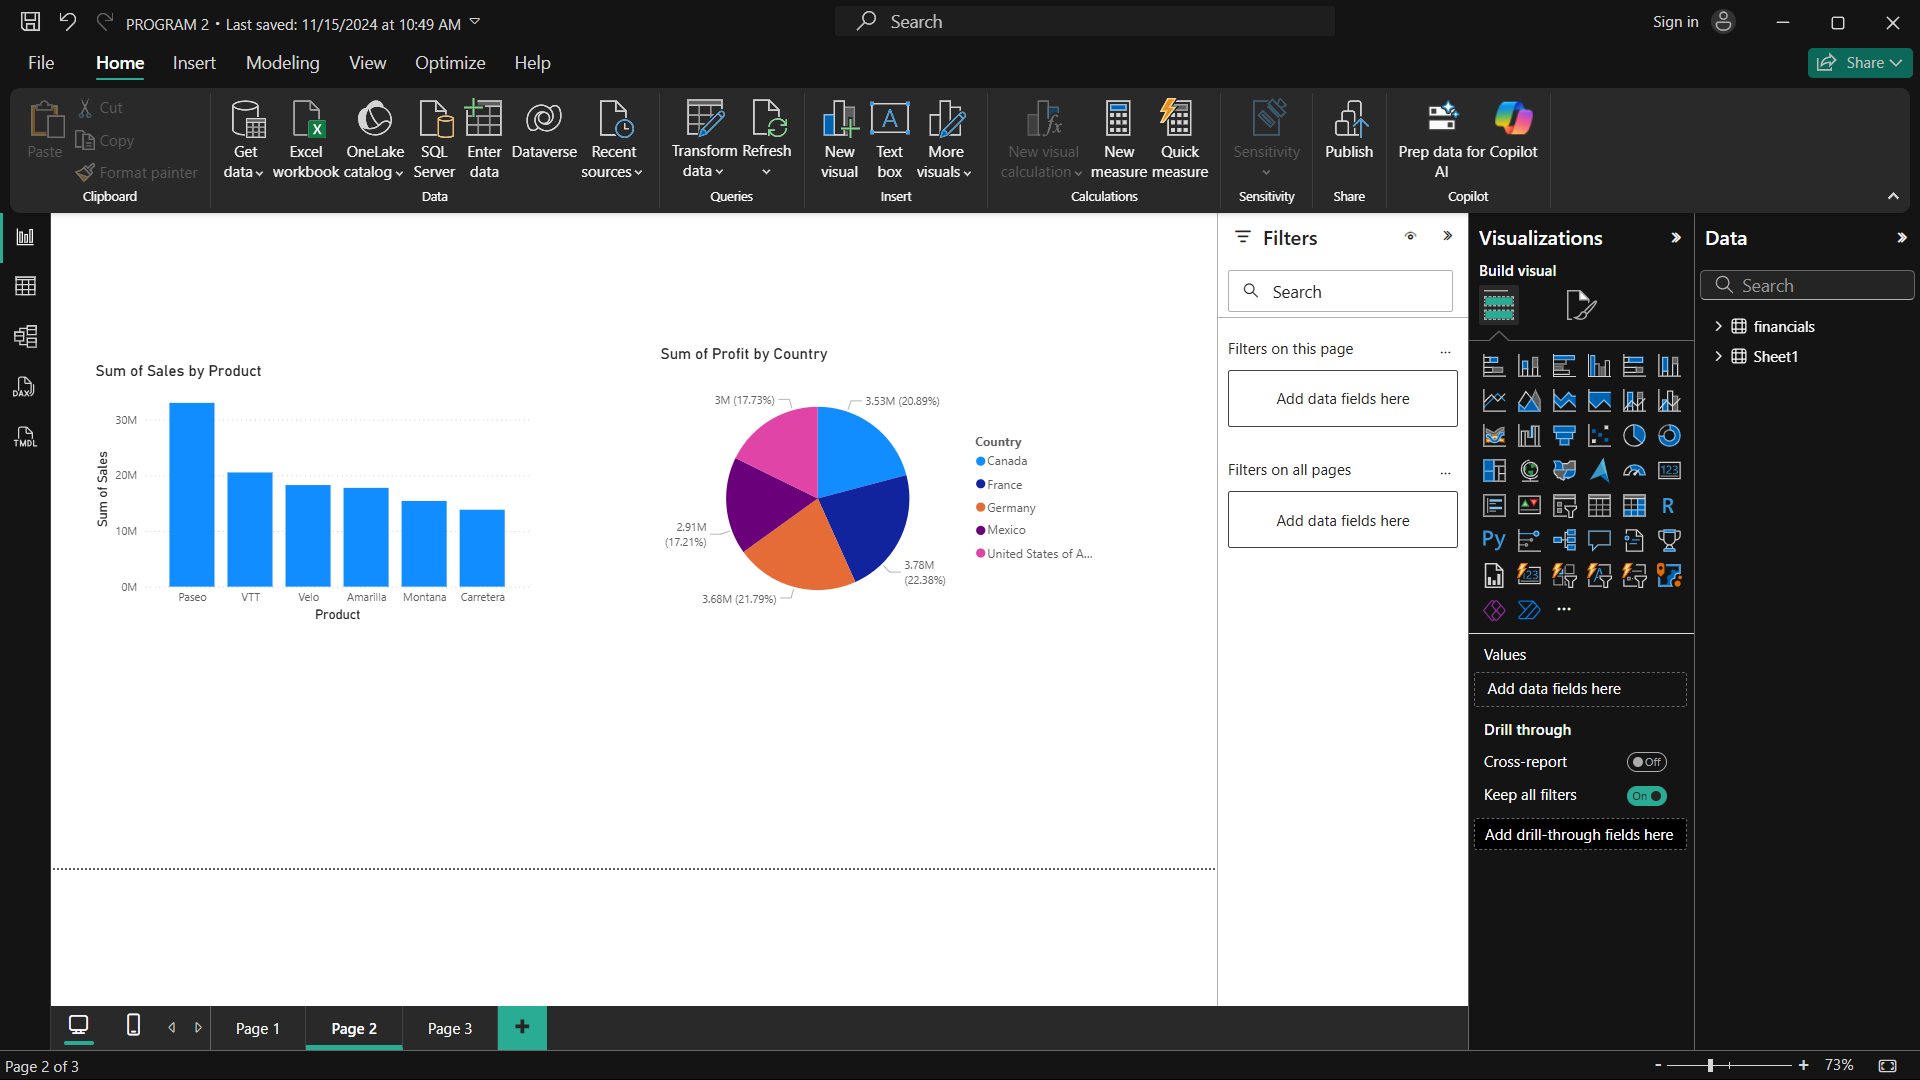 PROGRAM 2 • Last saved: 11/15/2024 at 10:49 AM
Search
Sign in
File
Home
Insert
Modeling
View
Optimize
Help
Share
Paste
Cut
Copy
Format painter
Clipboard
Get data
Excel workbook
OneLake catalog
SQL Server
Enter data
Dataverse
Recent sources
Data
Transform data
Refresh
Queries
New visual
Text box
More visuals
Insert
New visual calculation
New measure
Quick measure
Calculations
Sensitivity
Sensitivity
Publish
Share
Prep data for AI
Copilot
Copilot
DAX
TMDL
Sum of Sales by Product
Sum of Sales
30M
20M
10M
0M
Paseo
VTT
Velo
Amarilla
Montana
Carretera
Product
Sum of Profit by Country
3M (17.73%)
3.53M (20.89%)
2.91M
(17.21%)
3.78M
(22.38%)
3.68M (21.79%)
Country
Canada
France
Germany
Mexico
United States of A...
Filters
Search
Filters on this page
...
Add data fields here
Filters on all pages
...
Add data fields here
Visualizations
Build visual
123
R
Py
123
...
Values
Add data fields here
Drill through
Cross-report
Off
Keep all filters
On
Add drill-through fields here
Data
Search
financials
Sheet1
Page 1
Page 2
Page 3
+
Page 2 of 3
- + 73%